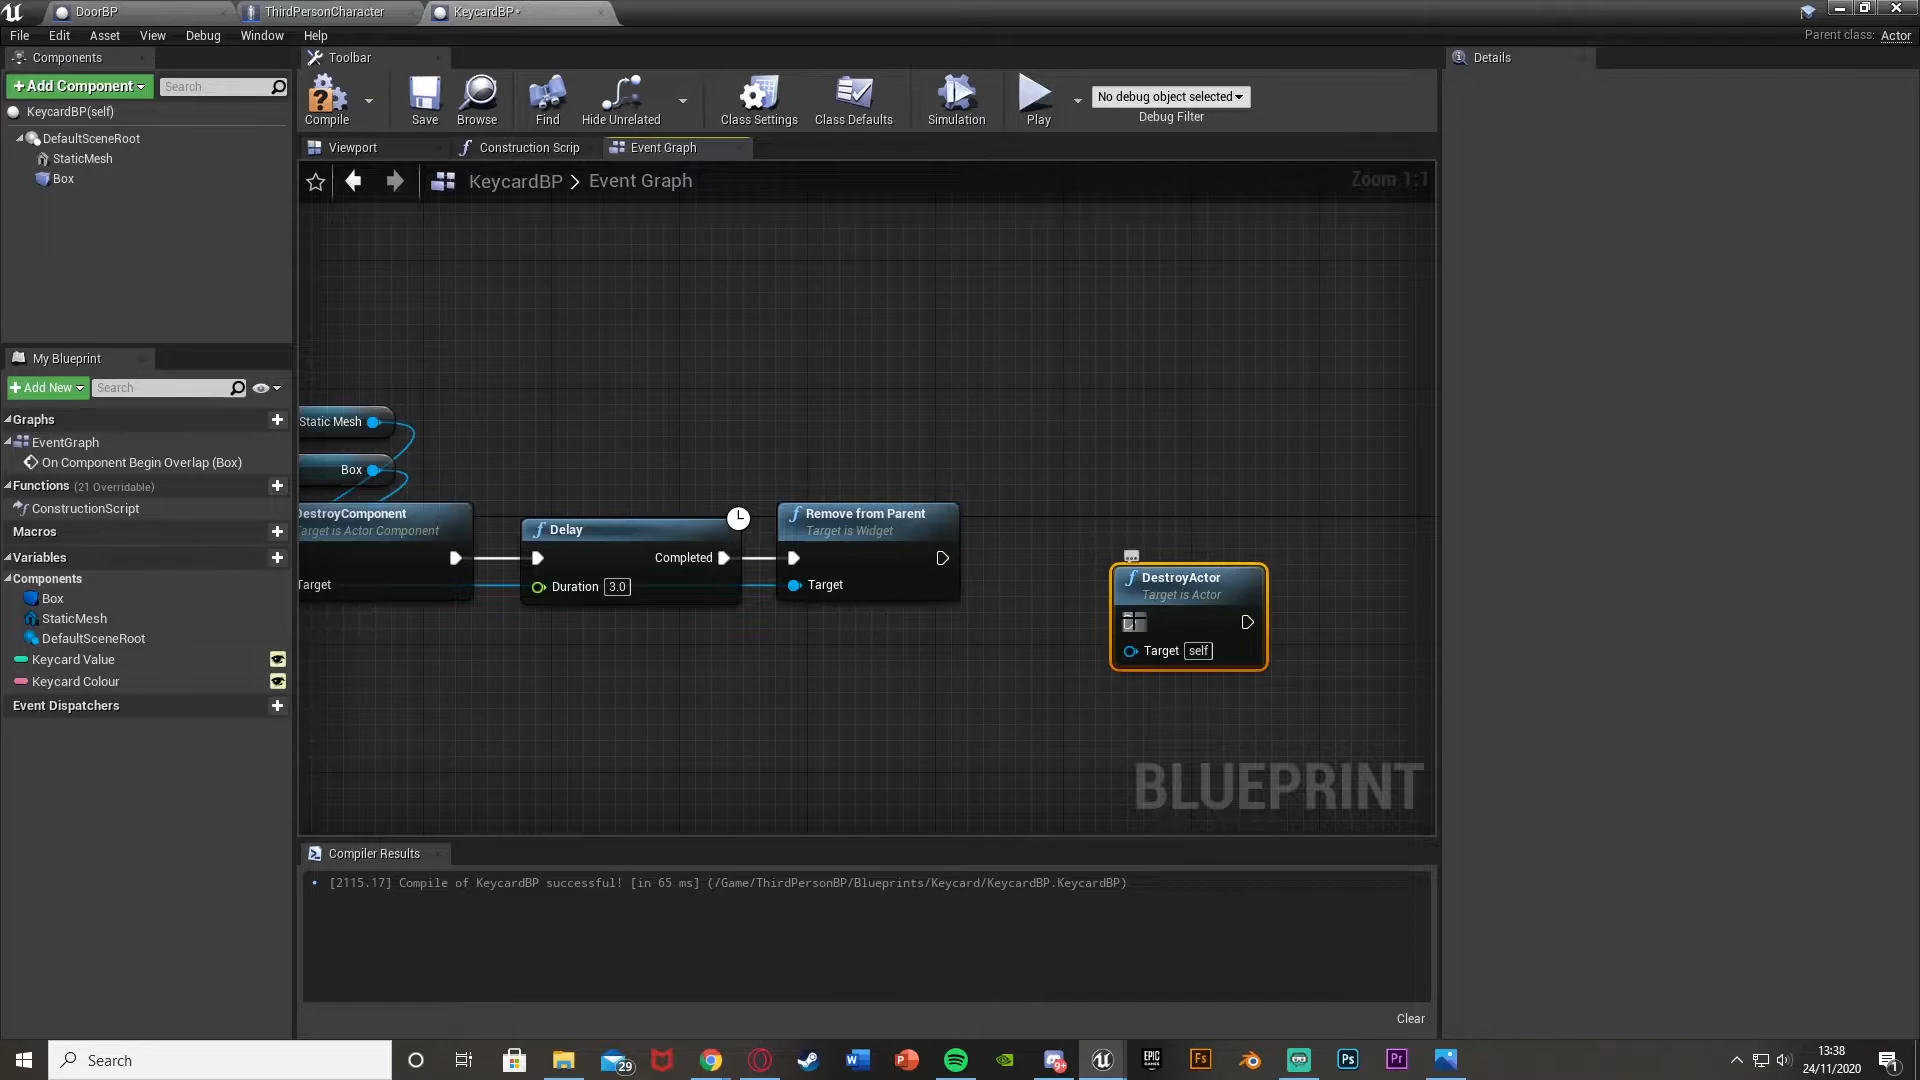 DoorBP
ThirdPersonCharacter
KeycardBP*
File Edit Asset View Debug Window Help
Parent class: Actor
Components
Toolbar
Details
+Add Component
Search
KeycardBP(self)
DefaultSceneRoot
StaticMesh
Box
Compile
Save
Browse
Find
Hide Unrelated
Class Settings
Class Defaults
Simulation
Play
No debug object selected
Debug Filter
Viewport
Construction Scrip
Event Graph
KeycardBP > Event Graph
Zoom 1:1
My Blueprint
+Add New
Search
Graphs
EventGraph
On Component Begin Overlap (Box)
Functions (21 Overridable)
ConstructionScript
Macros
Variables
Components
Box
StaticMesh
DefaultSceneRoot
Keycard Value
Keycard Colour
Event Dispatchers
Static Mesh
Box
DestroyComponent
Target is Actor Component
Target
Delay
Completed
Duration 3.0
Remove from Parent
Target is Widget
Target
DestroyActor
Target is Actor
Target self
BLUEPRINT
Compiler Results
[2115.17] Compile of KeycardBP successful! [in 65 ms] (/Game/ThirdPersonBP/Blueprints/Keycard/KeycardBP.KeycardBP)
Clear
Search
29
EPIC GAMES
Fs
Ps
Pr
13:38
24/11/2020
1